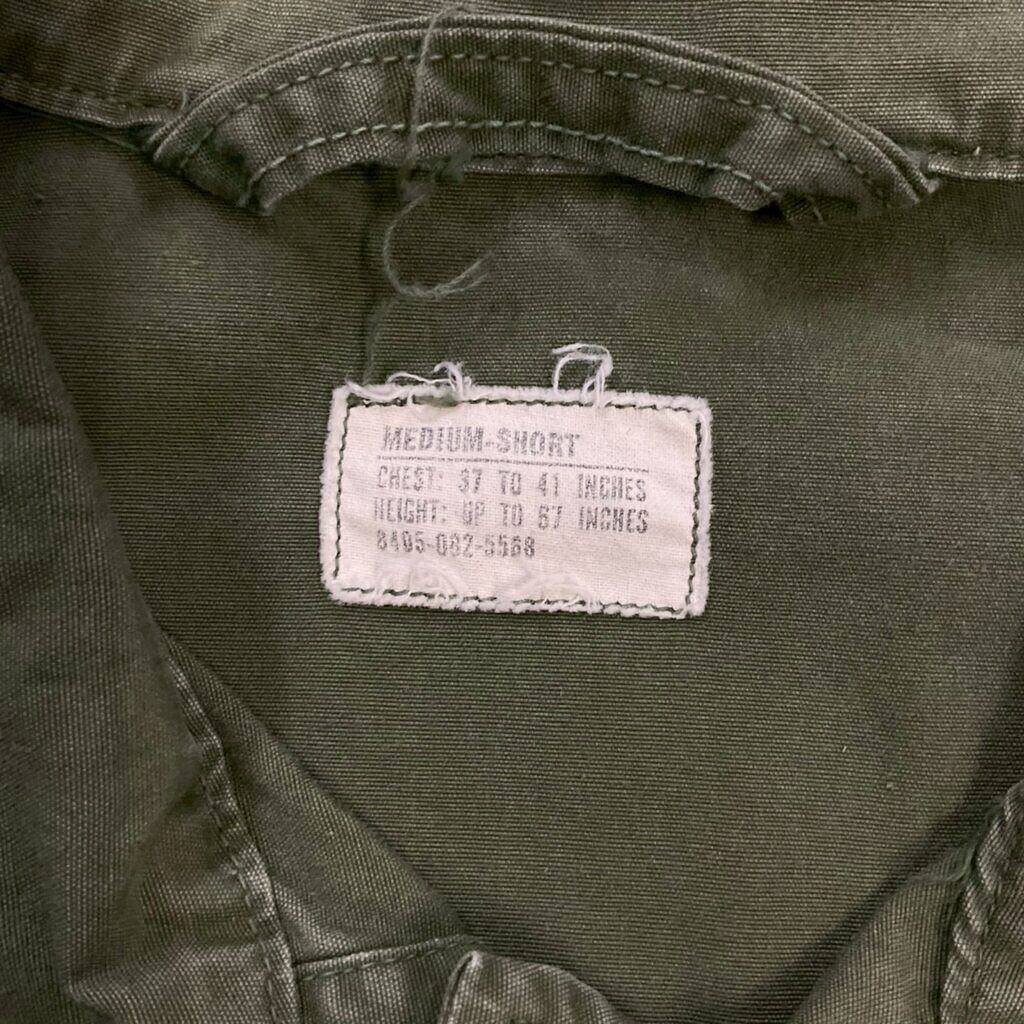 MEDIUM-SHORT
CHEST: 37 TO 41 INCHES
HEIGHT: UP TO 67 INCHES
8405-082-5568